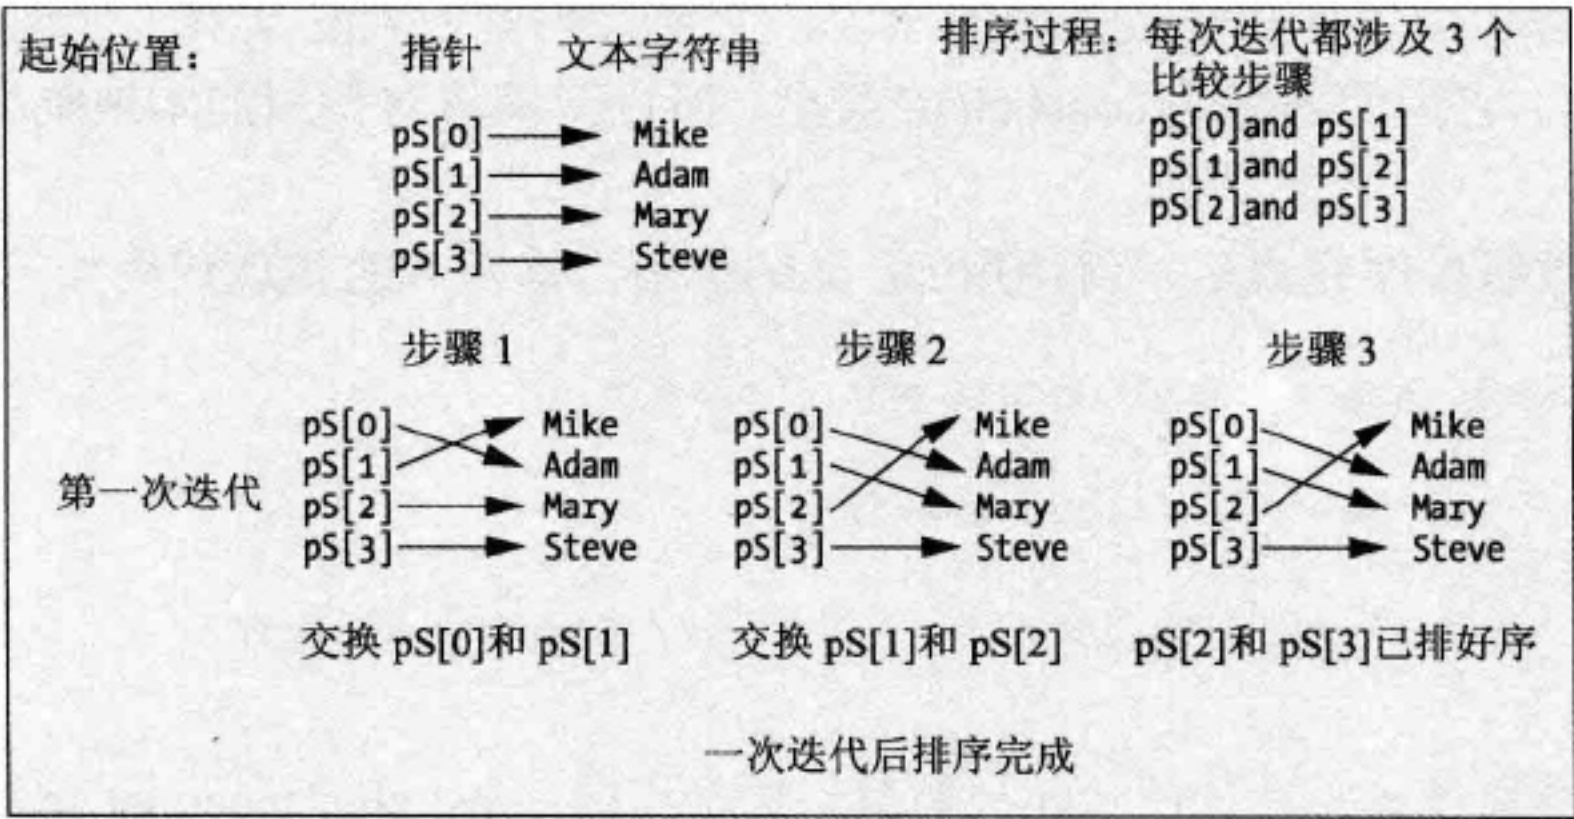 起始位置：
指针 文本字符串
pS[0] Mike
pS[1] Adam
pS[2] Mary
pS[3] Steve
排序过程：每次迭代都涉及 3 个
比较步骤
pS[0]and pS[1]
pS[1]and pS[2]
pS[2]and pS[3]
第一次迭代
步骤 1
pS[0] Mike
pS[1] Adam
pS[2] Mary
pS[3] Steve
交换 pS[0]和 pS[1]
步骤 2
pS[0] Mike
pS[1] Adam
pS[2] Mary
pS[3] Steve
交换 pS[1]和 pS[2]
步骤 3
pS[0] Mike
pS[1] Adam
pS[2] Mary
pS[3] Steve
pS[2]和 pS[3]已排好序
一次迭代后排序完成